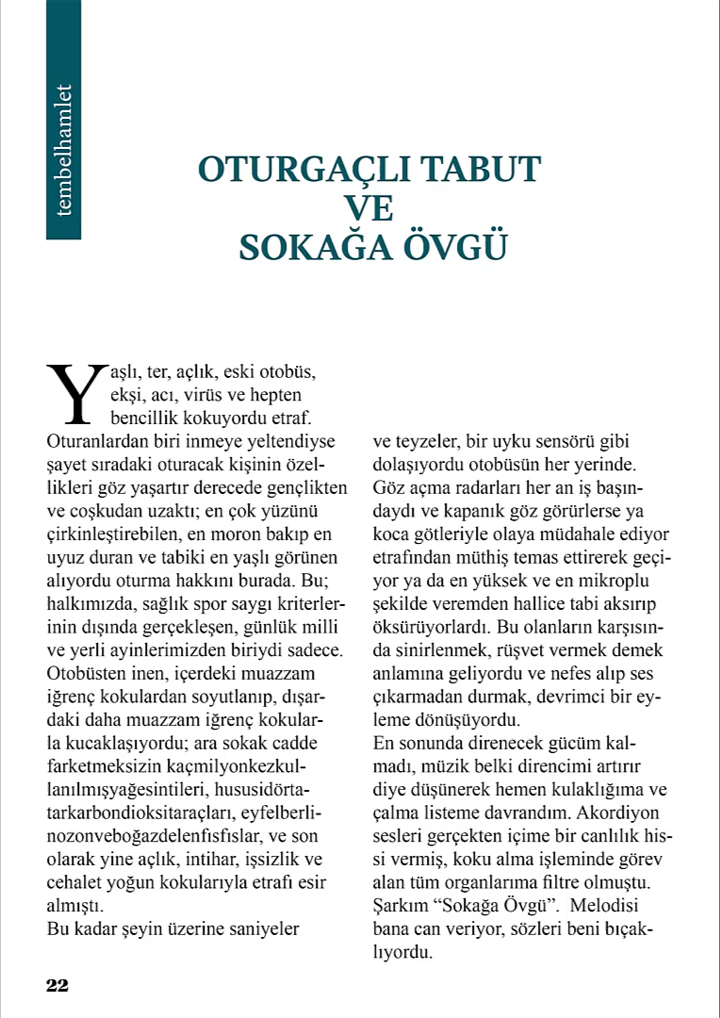 tembelhamlet
OTURGAÇLI TABUT
VE
SOKAĞA ÖVGÜ
Yaşlı, ter, açlık, eski otobüs,
ekşi, acı, virüs ve hepten
bencillik kokuyordu etraf.
Oturanlardan biri inmeye yeltendiyse
şayet sıradaki oturacak kişinin özel-
likleri göz yaşartır derecede gençlikten
ve coşkudan uzaktı; en çok yüzünü
çirkinleştirebilen, en moron bakıp en
uyuz duran ve tabiki en yaşlı görünen
alıyordu oturma hakkını burada. Bu;
halkımızda, sağlık spor saygı kriterler-
inin dışında gerçekleşen, günlük milli
ve yerli ayinlerimizden biriydi sadece.
Otobüsten inen, içerdeki muazzam
iğrenç kokulardan soyutlanıp, dışar-
daki daha muazzam iğrenç kokular-
la kucaklaşıyordu; ara sokak cadde
farketmeksizin kaçmilyonkezkul-
lanılmışyağesintileri, hususidörta-
tarkarbondioksitaraçları, eyfelberli-
nozonveboğazdelenfısfıslar, ve son
olarak yine açlık, intihar, işsizlik ve
cehalet yoğun kokularıyla etrafı esir
almıştı.
Bu kadar şeyin üzerine saniyeler
ve teyzeler, bir uyku sensörü gibi
dolaşıyordu otobüsün her yerinde.
Göz açma radarları her an iş başın-
daydı ve kapanık göz görürlerse ya
koca götleriyle olaya müdahale ediyor
etrafından müthiş temas ettirerek geçi-
yor ya da en yüksek ve en mikroplu
şekilde veremden hallice tabi aksırıp
öksürüyorlardı. Bu olanların karşısın-
da sinirlenmek, rüşvet vermek demek
anlamına geliyordu ve nefes alıp ses
çıkarmadan durmak, devrimci bir ey-
leme dönüşüyordu.
En sonunda direnecek gücüm kal-
madı, müzik belki direncimi artırır
diye düşünerek hemen kulaklığıma ve
çalma listeme davrandım. Akordiyon
sesleri gerçekten içime bir canlılık his-
si vermiş, koku alma işleminde görev
alan tüm organlarıma filtre olmuştu.
Şarkım “Sokağa Övgü”.  Melodisi
bana can veriyor, sözleri beni bıçak-
lıyordu.
22